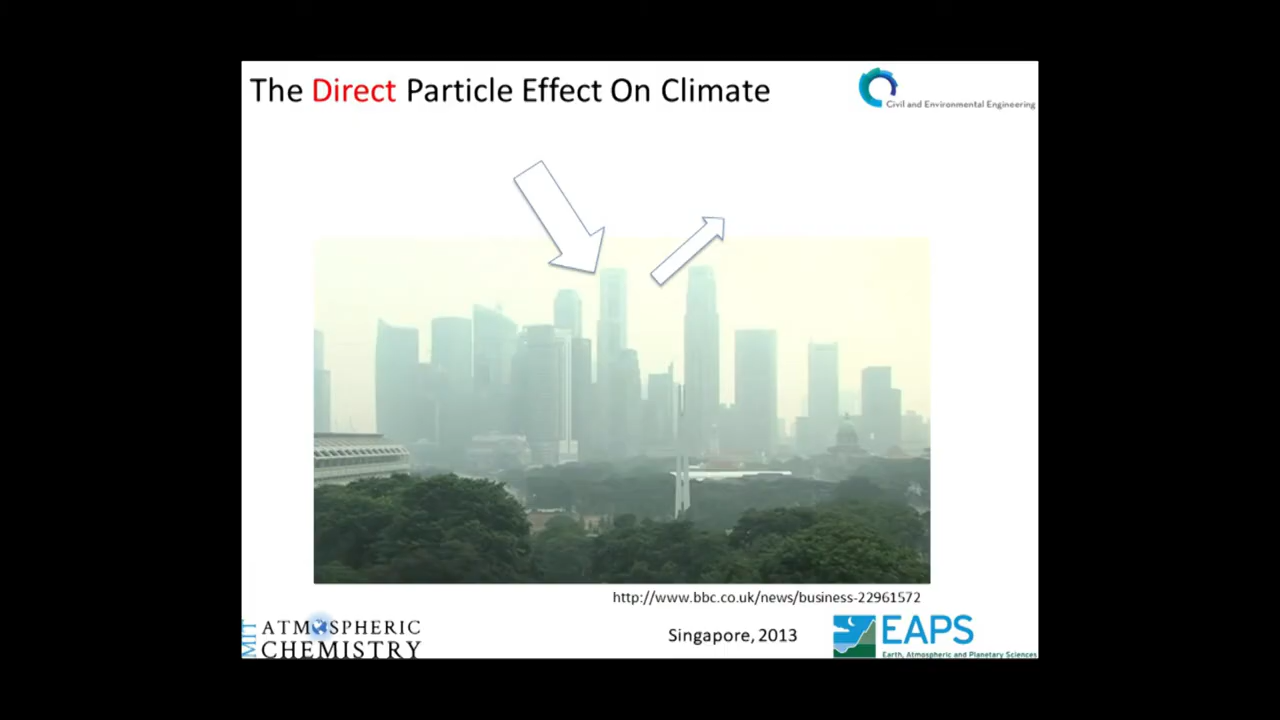 The Direct Particle Effect On Climate
Civil and Environmental Engineering
http://www.bbc.co.uk/news/business-22961572
Singapore, 2013
MIT
ATMOSPHERIC
CHEMISTRY
EAPS
Earth, Atmospheric and Planetary Sciences